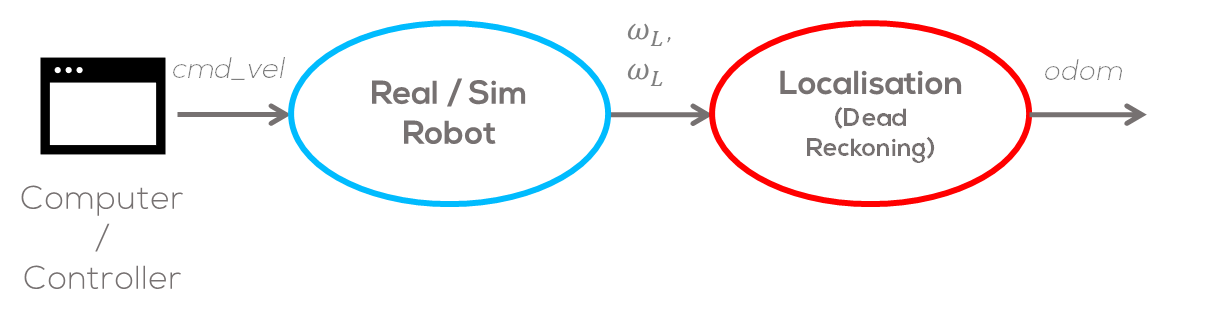 cmd_vel
Computer
/
Controller
Real / Sim
Robot
ω_L,
ω_L
Localisation
(Dead
Reckoning)
odom